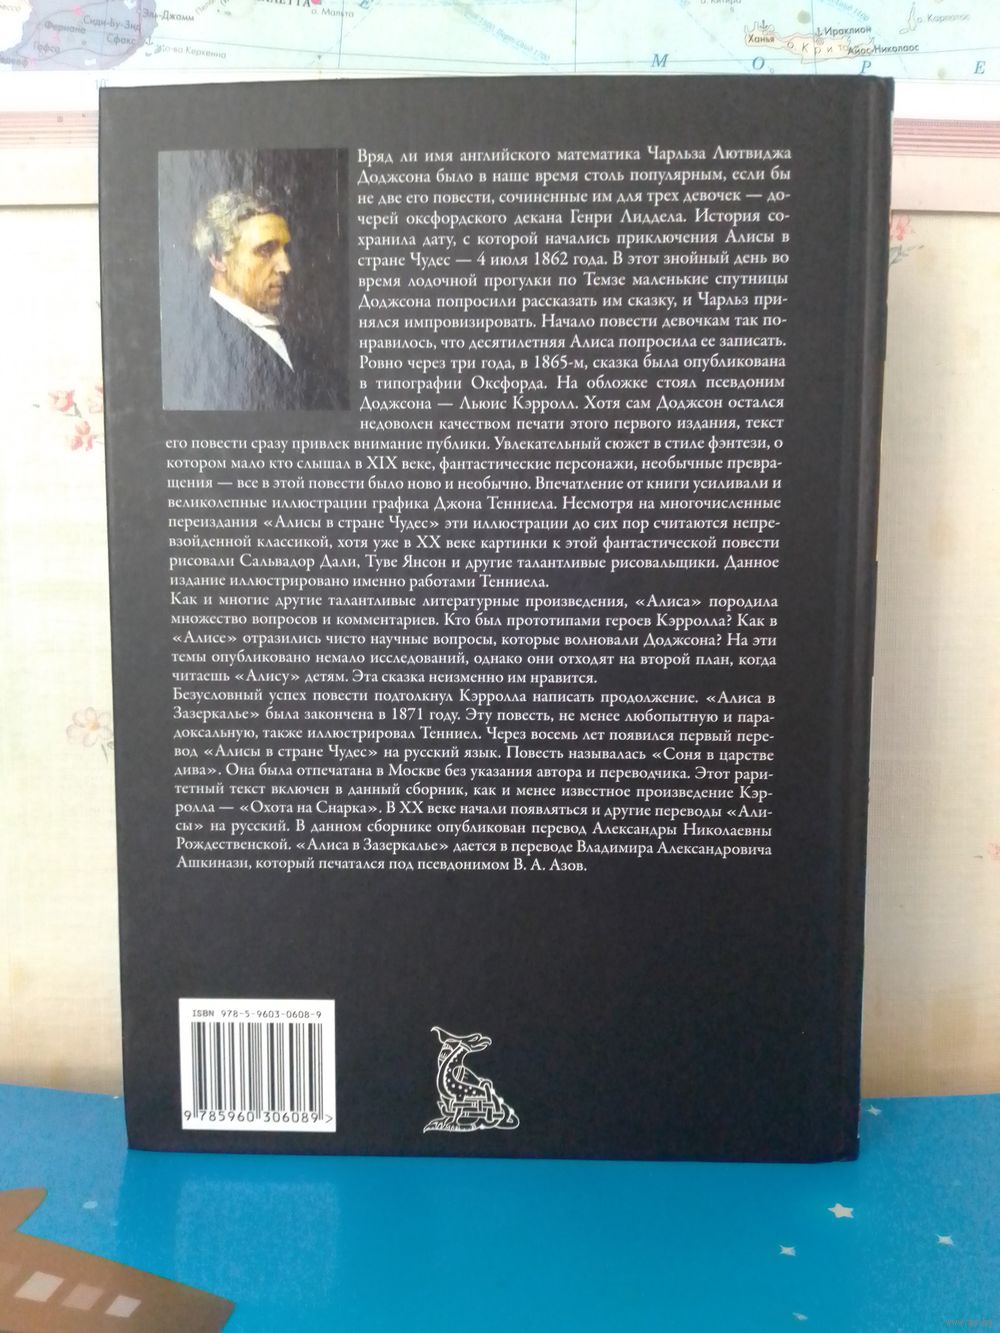 о. Мальта
Сиди-Бу-Зид
Сфакс
Эль-Джемм
о-ва Керкенна
о. Карпатос
Ираклион
Ханья
о. Крит
Айос-Николаос
М О Р Е
Вряд ли имя английского математика Чарльза Лютвиджа
Доджсона было в наше время столь популярным, если бы
не две его повести, сочиненные им для трех девочек — до-
черей оксфордского декана Генри Лиддела. История со-
хранила дату, с которой начались приключения Алисы в
стране Чудес — 4 июля 1862 года. В этот знойный день во
время лодочной прогулки по Темзе маленькие спутницы
Доджсона попросили рассказать им сказку, и Чарльз при-
нялся импровизировать. Начало повести девочкам так по-
нравилось, что десятилетняя Алиса попросила ее записать.
Ровно через три года, в 1865-м, сказка была опубликована
в типографии Оксфорда. На обложке стоял псевдоним
Доджсона — Льюис Кэрролл. Хотя сам Доджсон остался
недоволен качеством печати этого первого издания, текст
его повести сразу привлек внимание публики. Увлекательный сюжет в стиле фэнтези, о
котором мало кто слышал в XIX веке, фантастические персонажи, необычные превра-
щения — все в этой повести было ново и необычно. Впечатление от книги усиливали и
великолепные иллюстрации графика Джона Тенниела. Несмотря на многочисленные
переиздания «Алисы в стране Чудес» эти иллюстрации до сих пор считаются непре-
взойденной классикой, хотя уже в XX веке картинки к этой фантастической повести
рисовали Сальвадор Дали, Туве Янсон и другие талантливые рисовальщики. Данное
издание иллюстрировано именно работами Тенниела.
Как и многие другие талантливые литературные произведения, «Алиса» породила
множество вопросов и комментариев. Кто был прототипами героев Кэрролла? Как в
«Алисе» отразились чисто научные вопросы, которые волновали Доджсона? На эти
темы опубликовано немало исследований, однако они отходят на второй план, когда
читаешь «Алису» детям. Эта сказка неизменно им нравится.
Безусловный успех повести подтолкнул Кэрролла написать продолжение. «Алиса в
Зазеркалье» была закончена в 1871 году. Эту повесть, не менее любопытную и пара-
доксальную, также иллюстрировал Тенниел. Через восемь лет появился первый пере-
вод «Алисы в стране Чудес» на русский язык. Повесть называлась «Соня в царстве
дива». Она была отпечатана в Москве без указания автора и переводчика. Этот рари-
тетный текст включен в данный сборник, как и менее известное произведение Кэр-
ролла — «Охота на Снарка». В XX веке начали появляться и другие переводы «Али-
сы» на русский. В данном сборнике опубликован перевод Александры Николаевны
Рождественской. «Алиса в Зазеркалье» дается в переводе Владимира Александровича
Ашкинази, который печатался под псевдонимом В. А. Азов.
ISBN 978-5-9603-0608-9
9 785960 306089 >